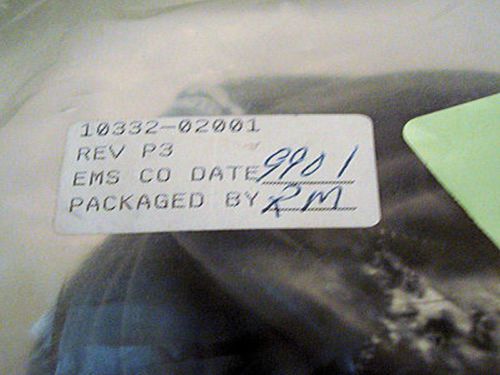 10332-02001
REV P3
EMS CO DATE 9901
PACKAGED BY RM